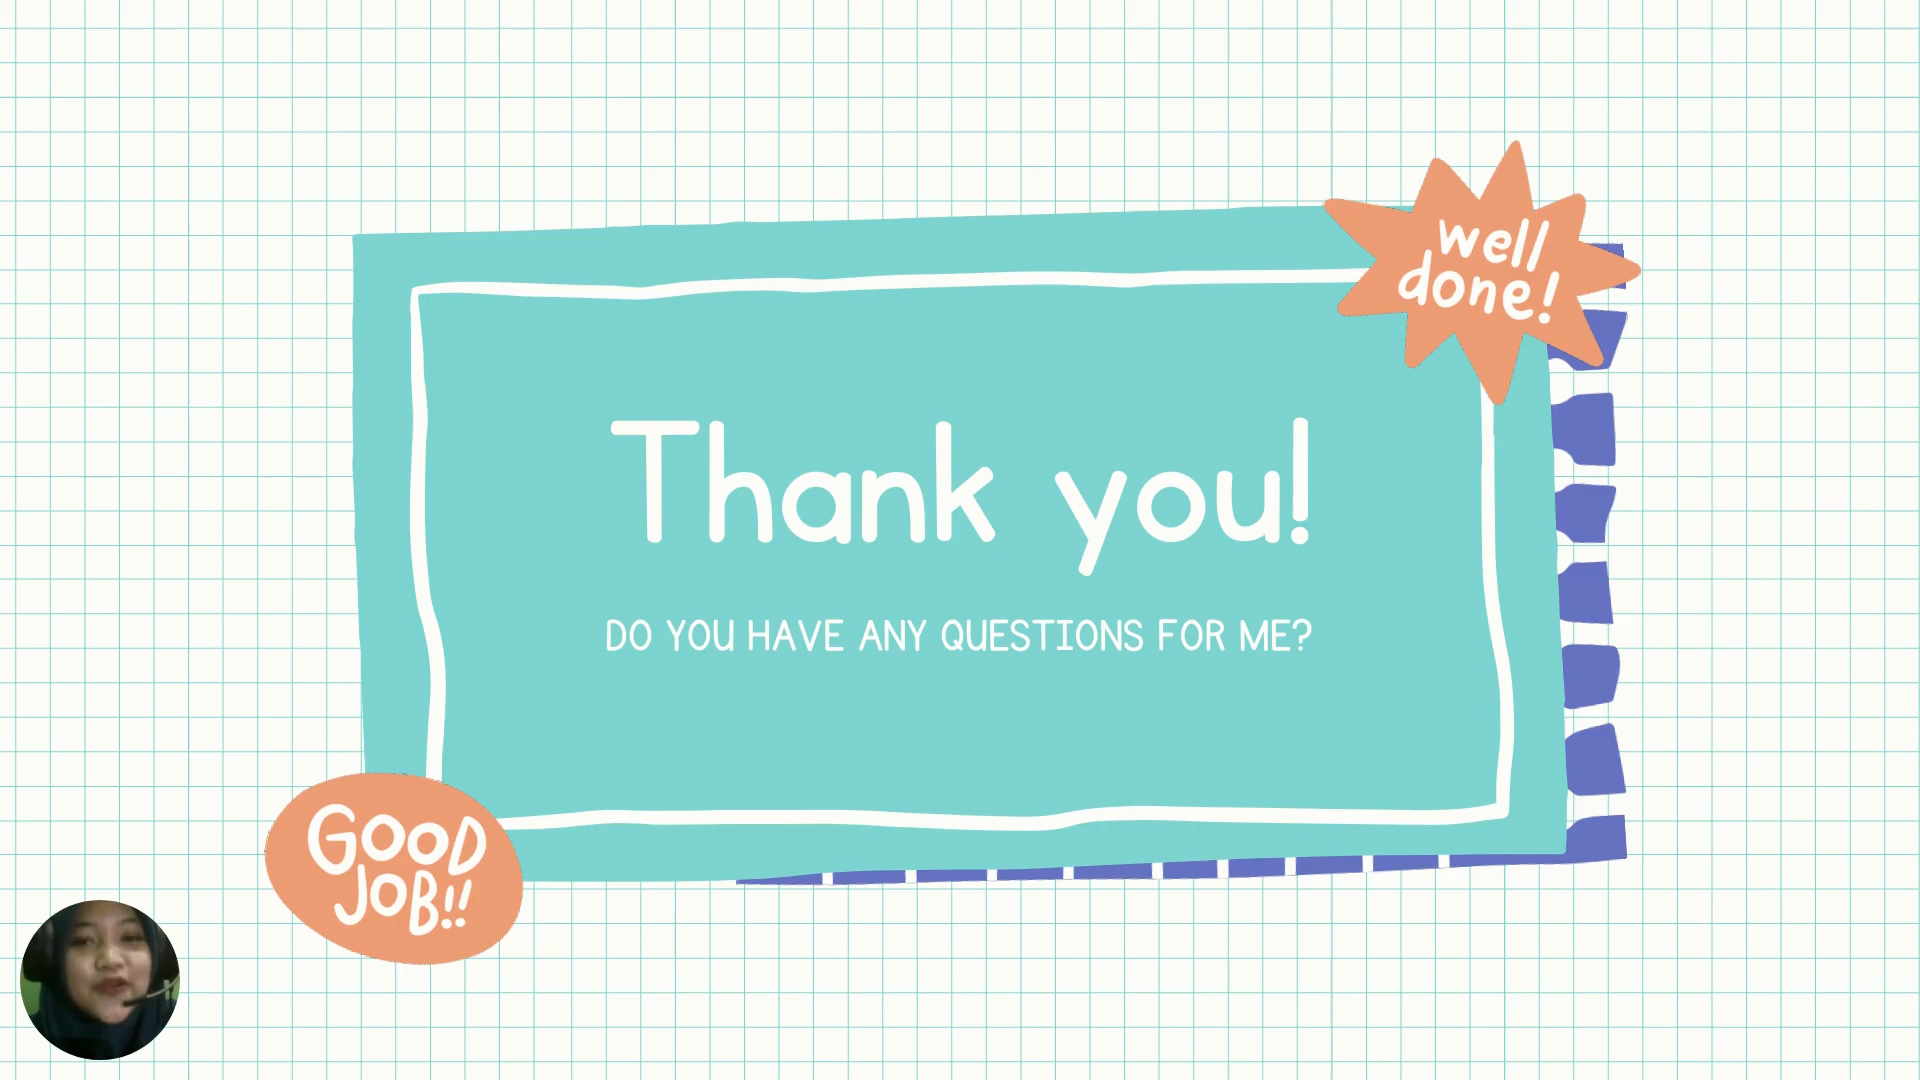 well
done!
Thank you!
DO YOU HAVE ANY QUESTIONS FOR ME?
GOOD
JOB!!